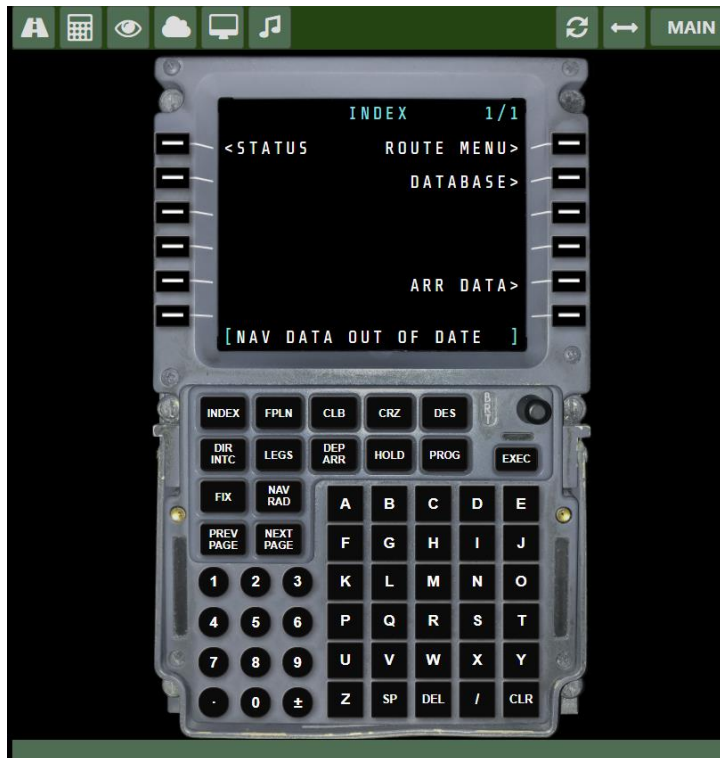 MAIN
INDEX 1/1
<STATUS ROUTE MENU>
DATABASE>
ARR DATA>
[NAV DATA OUT OF DATE ]
INDEX FPLN CLB CRZ DES BRT
DIR INTC LEGS DEP ARR HOLD PROG EXEC
FIX NAV RAD
PREV PAGE NEXT PAGE
A B C D E
F G H I J
1 2 3 K L M N O
4 5 6 P Q R S T
7 8 9 U V W X Y
. 0 ± Z SP DEL / CLR